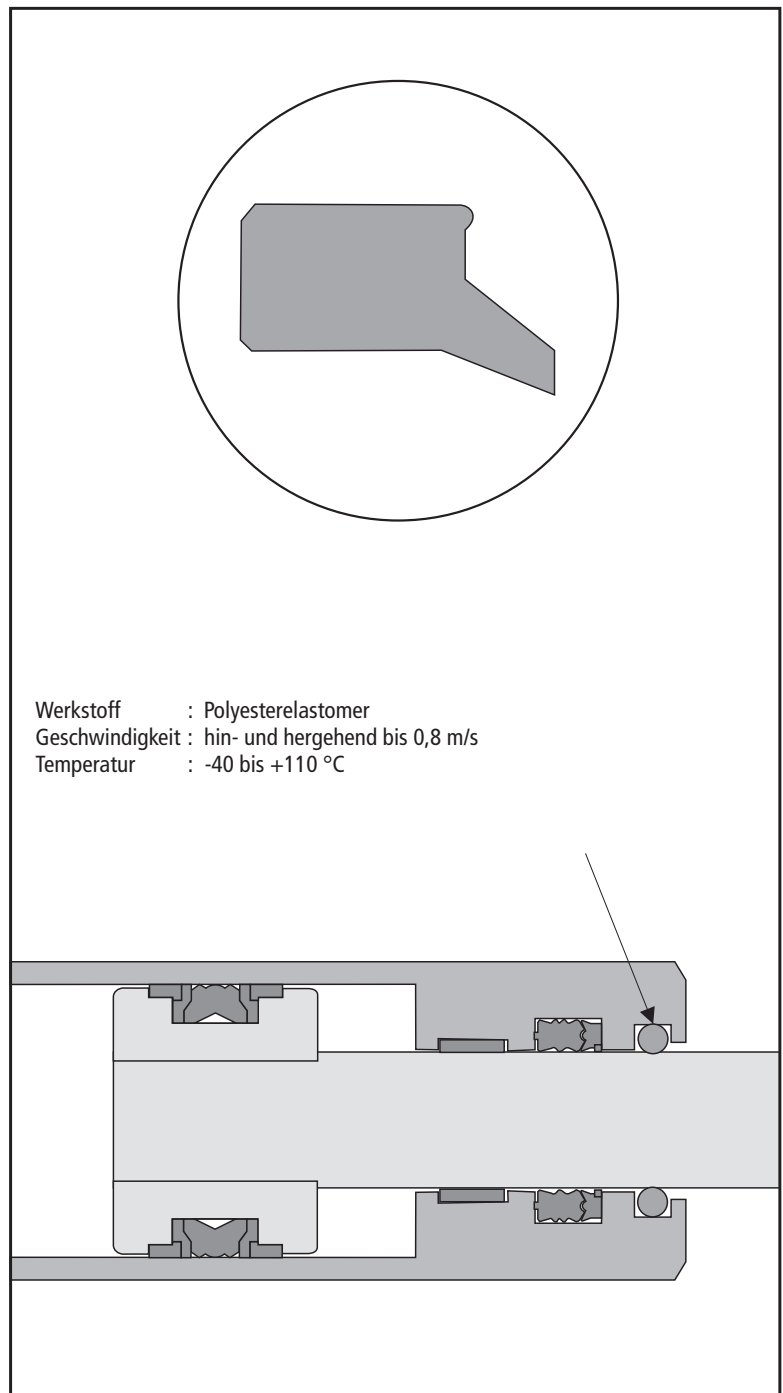 Werkstoff : Polyesterelastomer
Geschwindigkeit : hin- und hergehend bis 0,8 m/s
Temperatur : -40 bis +110 °C